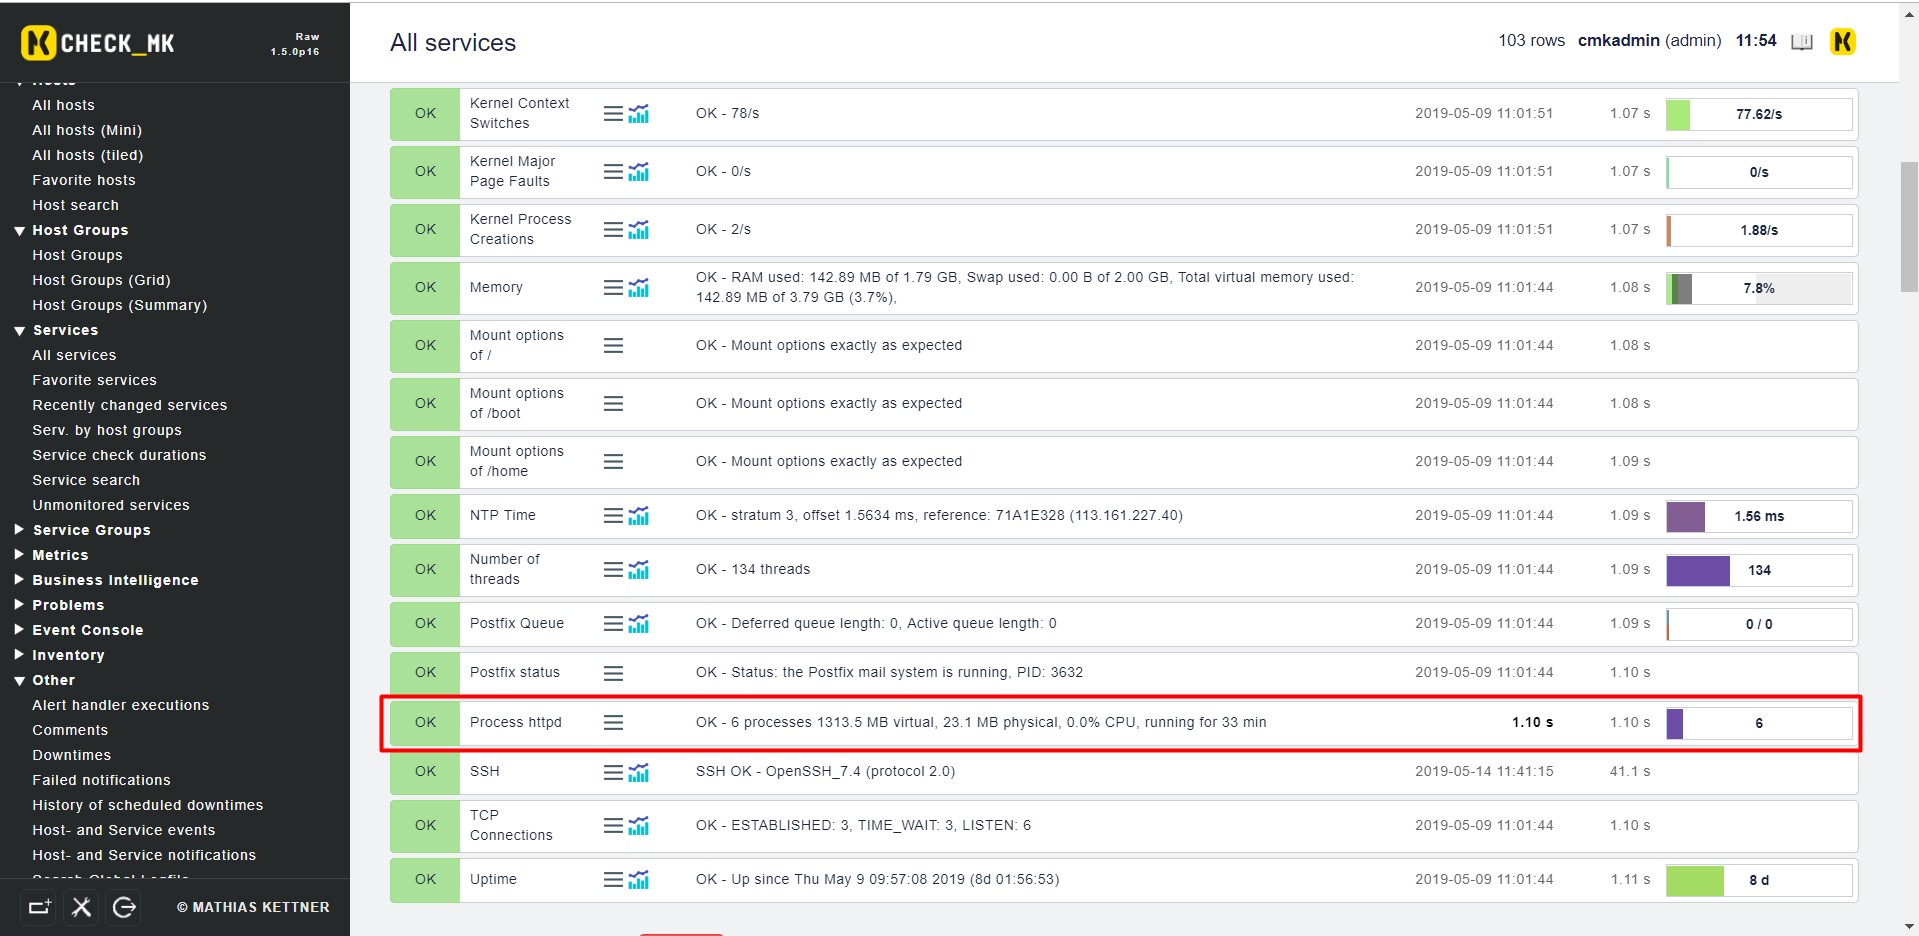 CHECK_MK
Raw
1.5.0p16
All services
103 rows cmkadmin (admin) 11:54
Hosts
All hosts
All hosts (Mini)
All hosts (tiled)
Favorite hosts
Host search
Host Groups
Host Groups
Host Groups (Grid)
Host Groups (Summary)
Services
All services
Favorite services
Recently changed services
Serv. by host groups
Service check durations
Service search
Unmonitored services
Service Groups
Metrics
Business Intelligence
Problems
Event Console
Inventory
Other
Alert handler executions
Comments
Downtimes
Failed notifications
History of scheduled downtimes
Host- and Service events
Host- and Service notifications
Search Global Logfile
© MATHIAS KETTNER
OK Kernel Context Switches OK - 78/s 2019-05-09 11:01:51 1.07 s 77.62/s
OK Kernel Major Page Faults OK - 0/s 2019-05-09 11:01:51 1.07 s 0/s
OK Kernel Process Creations OK - 2/s 2019-05-09 11:01:51 1.07 s 1.88/s
OK Memory OK - RAM used: 142.89 MB of 1.79 GB, Swap used: 0.00 B of 2.00 GB, Total virtual memory used:
142.89 MB of 3.79 GB (3.7%), 2019-05-09 11:01:44 1.08 s 7.8%
OK Mount options of / OK - Mount options exactly as expected 2019-05-09 11:01:44 1.08 s
OK Mount options of /boot OK - Mount options exactly as expected 2019-05-09 11:01:44 1.08 s
OK Mount options of /home OK - Mount options exactly as expected 2019-05-09 11:01:44 1.09 s
OK NTP Time OK - stratum 3, offset 1.5634 ms, reference: 71A1E328 (113.161.227.40) 2019-05-09 11:01:44 1.09 s 1.56 ms
OK Number of threads OK - 134 threads 2019-05-09 11:01:44 1.09 s 134
OK Postfix Queue OK - Deferred queue length: 0, Active queue length: 0 2019-05-09 11:01:44 1.09 s 0 / 0
OK Postfix status OK - Status: the Postfix mail system is running, PID: 3632 2019-05-09 11:01:44 1.10 s
OK Process httpd OK - 6 processes 1313.5 MB virtual, 23.1 MB physical, 0.0% CPU, running for 33 min 1.10 s 1.10 s 6
OK SSH SSH OK - OpenSSH_7.4 (protocol 2.0) 2019-05-14 11:41:15 41.1 s
OK TCP Connections OK - ESTABLISHED: 3, TIME_WAIT: 3, LISTEN: 6 2019-05-09 11:01:44 1.10 s
OK Uptime OK - Up since Thu May 9 09:57:08 2019 (8d 01:56:53) 2019-05-09 11:01:44 1.11 s 8 d